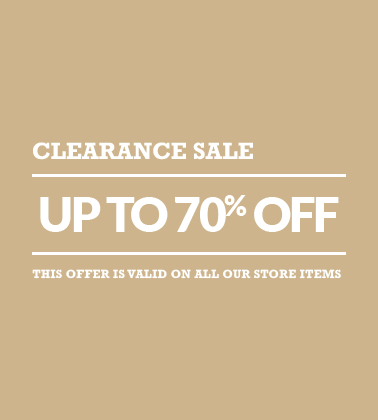 CLEARANCE SALE
UP TO 70% OFF
THIS OFFER IS VALID ON ALL OUR STORE ITEMS